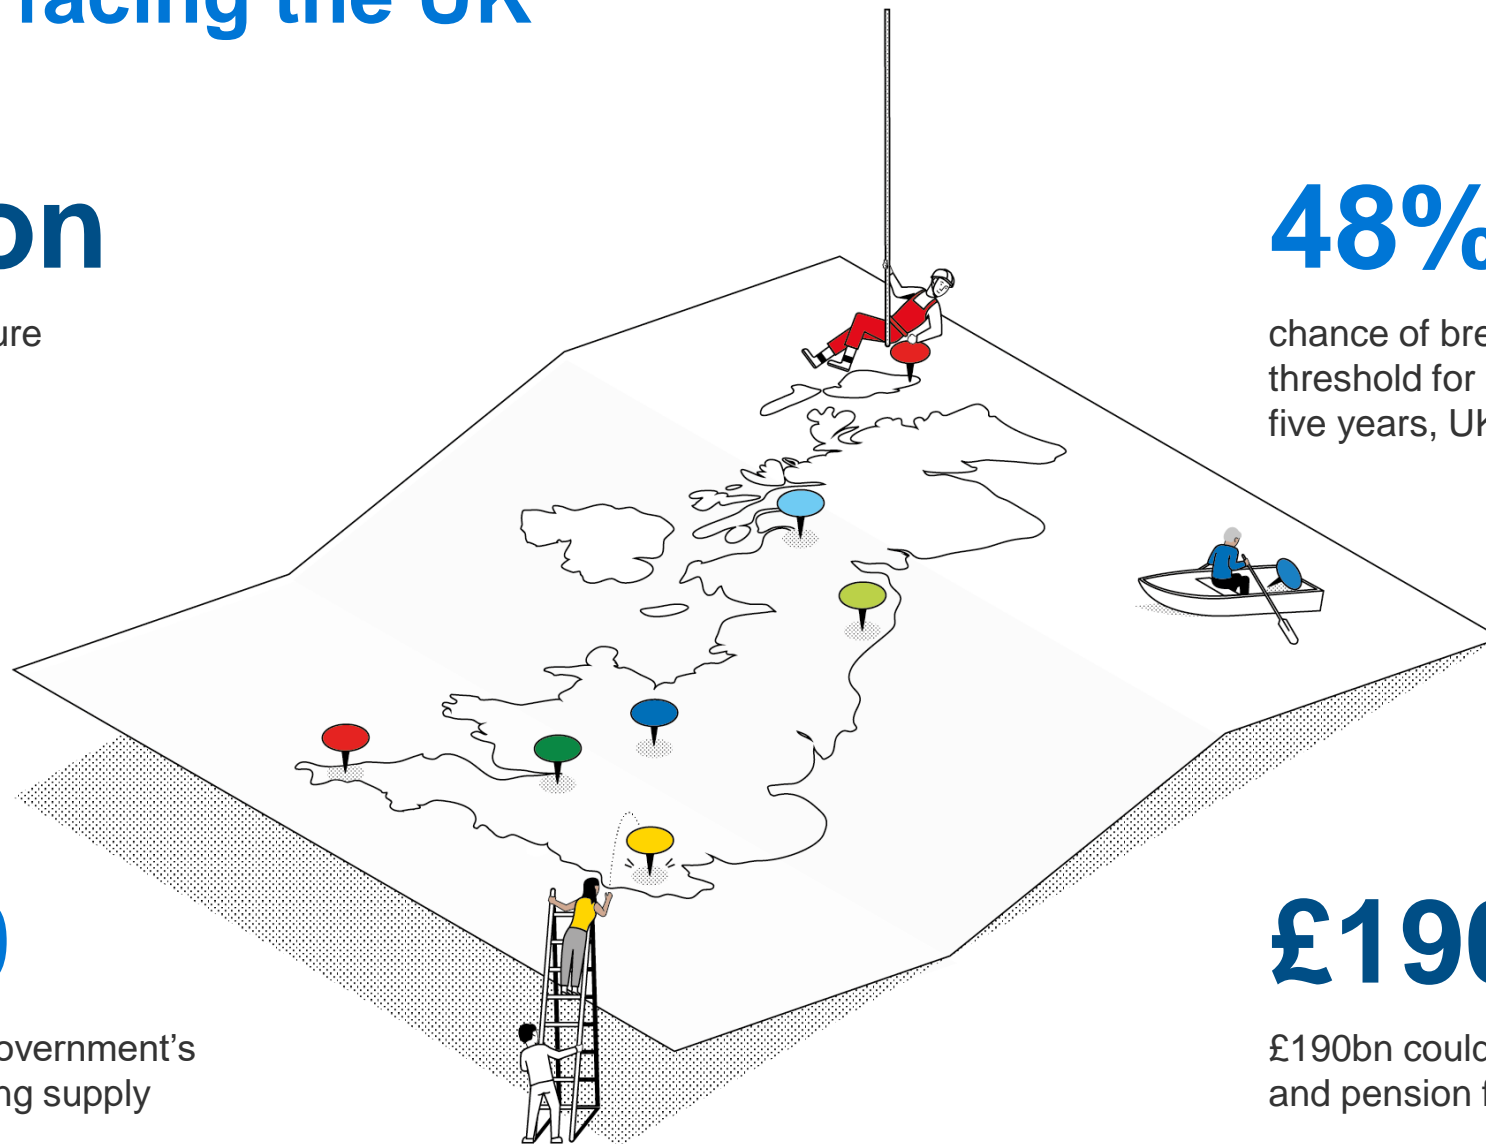 facing the UK
on
ure
48%
chance of bre
threshold for
five years, UK
0
overnment's
ng supply
£190
£190bn could
and pension f